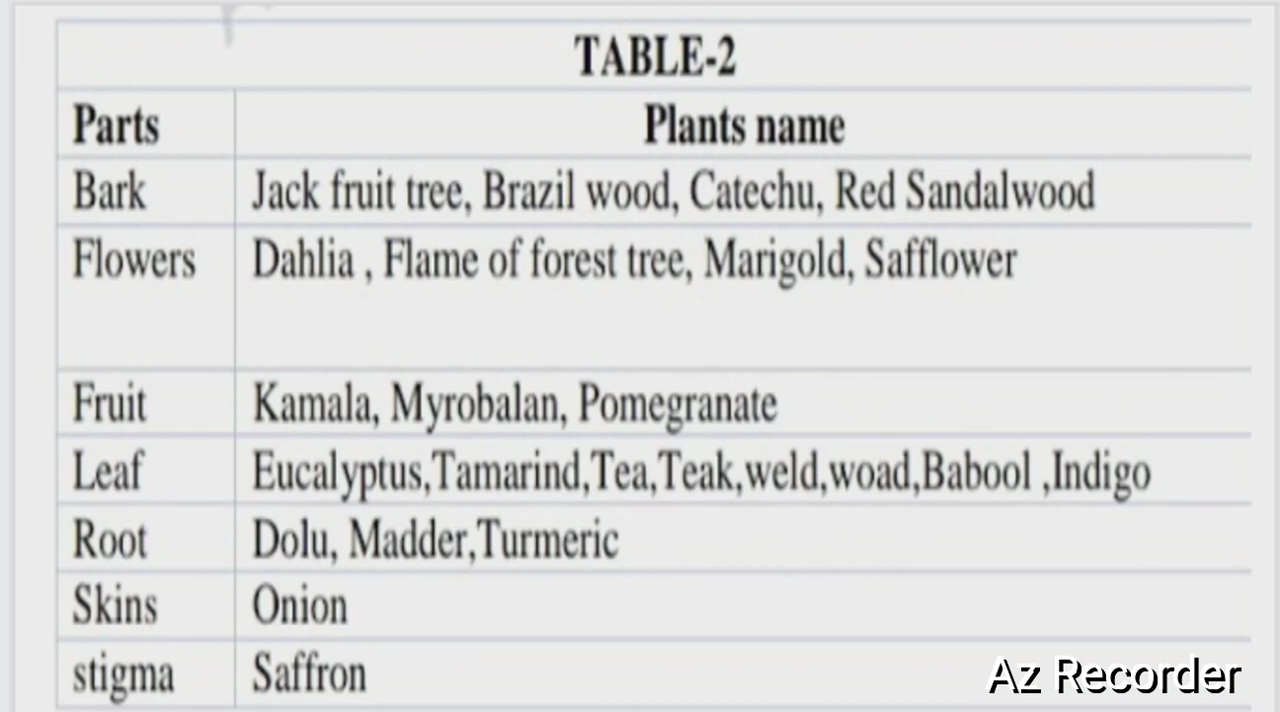 TABLE-2
Parts Plants name
Bark Jack fruit tree, Brazil wood, Catechu, Red Sandalwood
Flowers Dahlia , Flame of forest tree, Marigold, Safflower
Fruit Kamala, Myrobalan, Pomegranate
Leaf Eucalyptus,Tamarind,Tea,Teak,weld,woad,Babool ,Indigo
Root Dolu, Madder,Turmeric
Skins Onion
stigma Saffron
Az Recorder